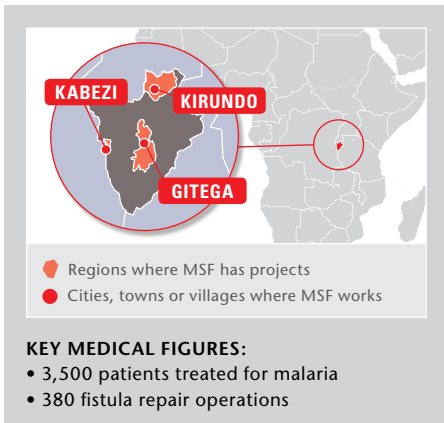 KABEZI
KIRUNDO
GITEGA
Regions where MSF has projects
Cities, towns or villages where MSF works
KEY MEDICAL FIGURES:
• 3,500 patients treated for malaria
• 380 fistula repair operations